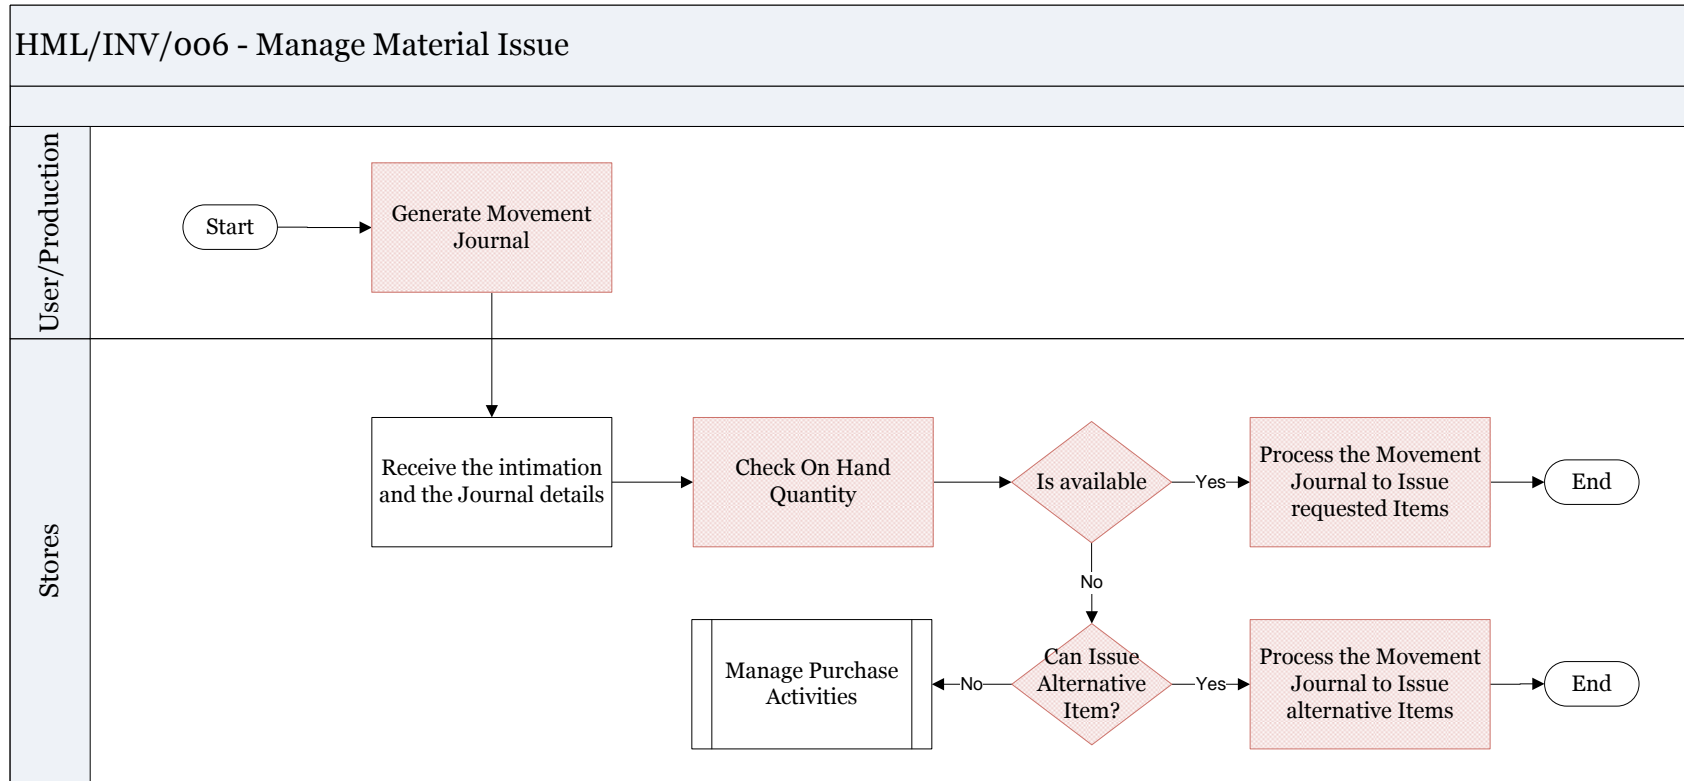 HML/INV/006 - Manage Material Issue
User/Production
Start
Generate Movement
Journal
Stores
Receive the intimation
and the Journal details
Check On Hand
Quantity
Is available
Yes
Process the Movement
Journal to Issue
requested Items
End
No
Manage Purchase
Activities
No
Can Issue
Alternative
Item?
Yes
Process the Movement
Journal to Issue
alternative Items
End